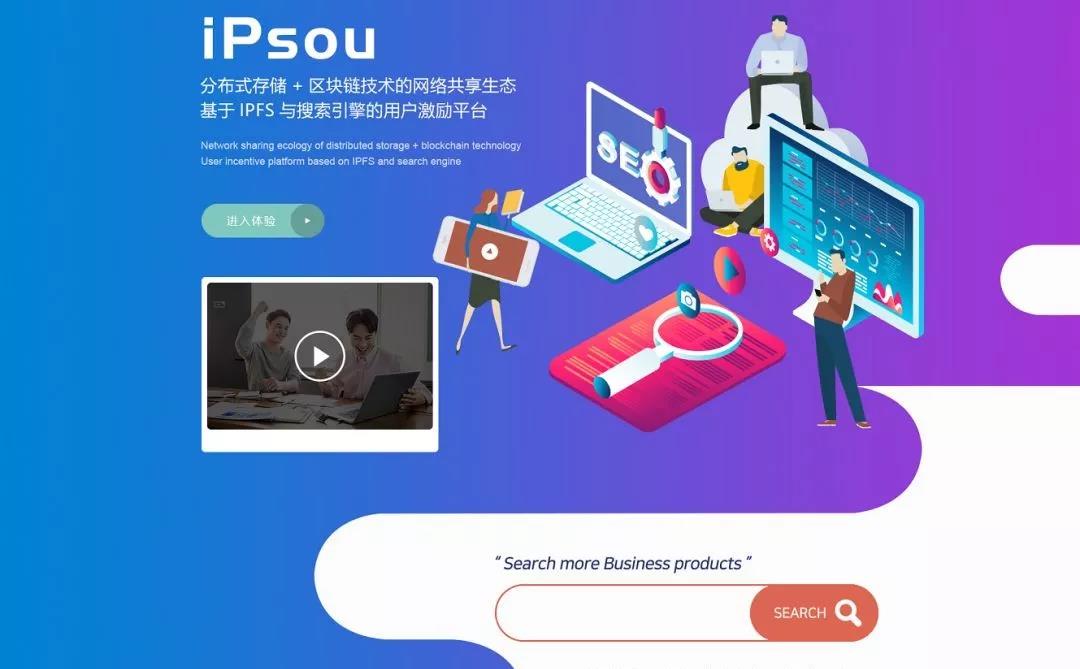 iPsou
分布式存储 + 区块链技术的网络共享生态
基于 IPFS 与搜索引擎的用户激励平台
Network sharing ecology of distributed storage + blockchain technology
User incentive platform based on IPFS and search engine
进入体验
SEO
“ Search more Business products ”
SEARCH